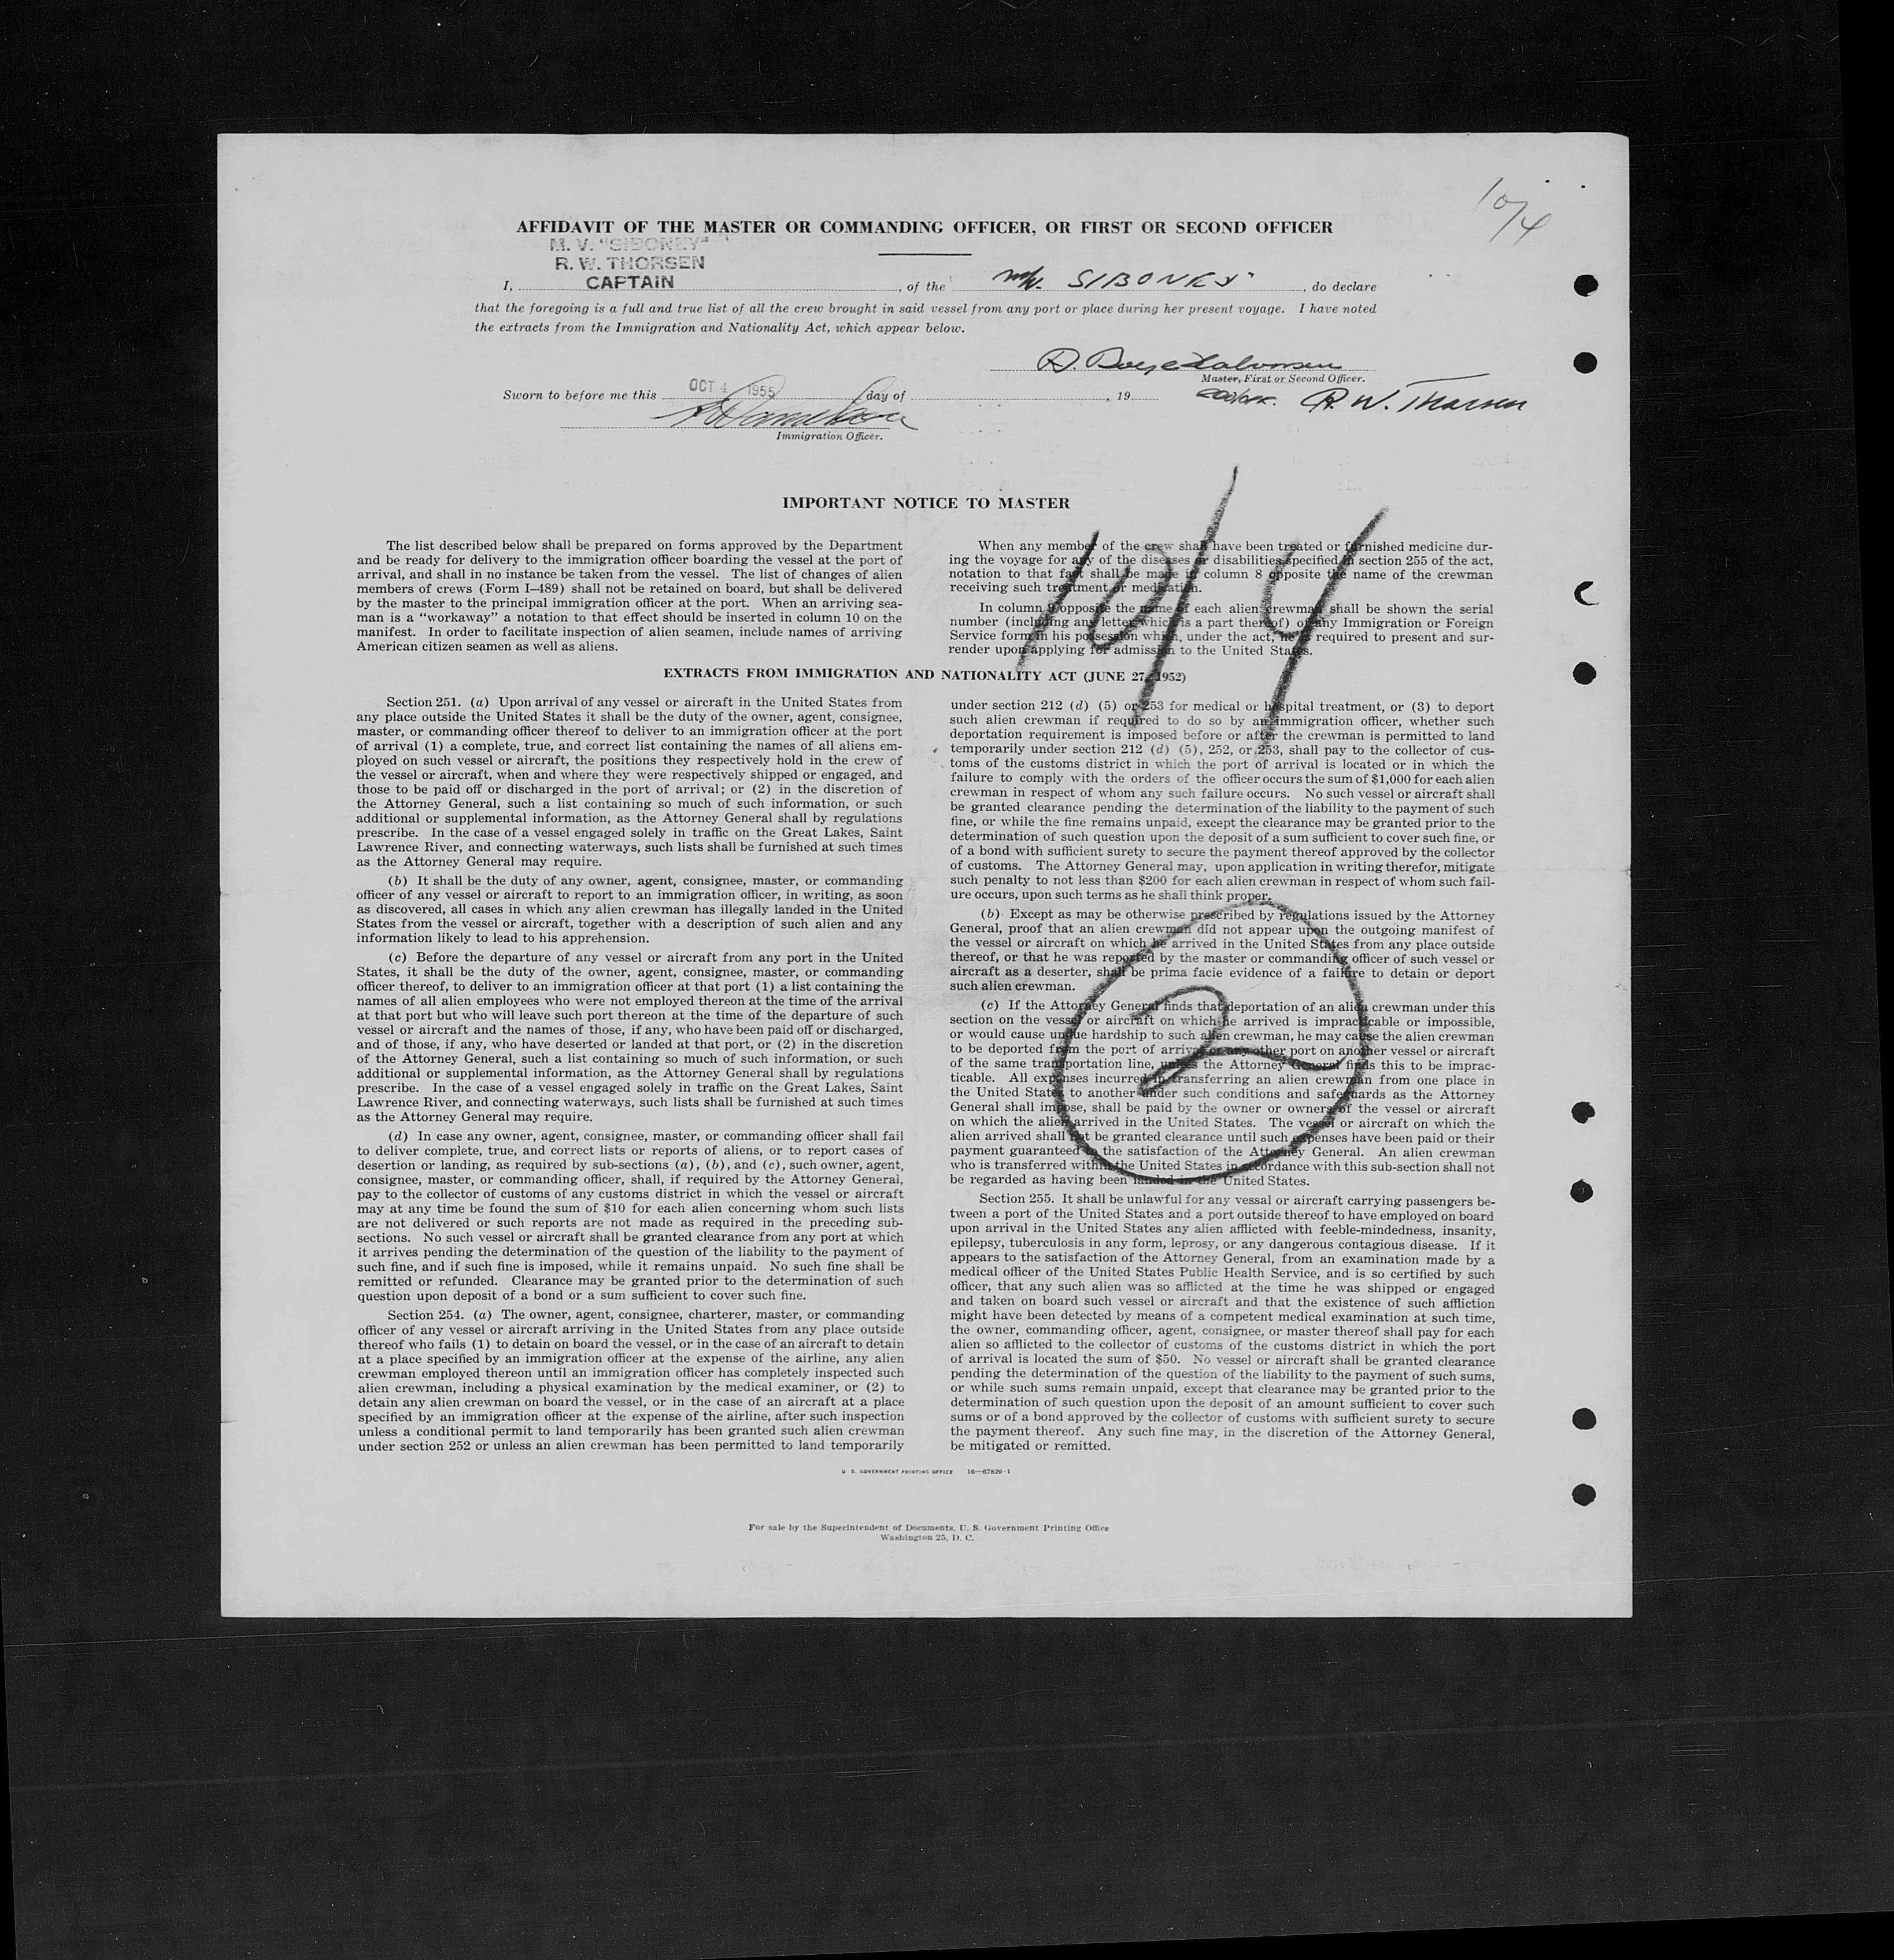 10/4
AFFIDAVIT OF THE MASTER OR COMMANDING OFFICER, OR FIRST OR SECOND OFFICER
M. V. "SIBONEY"
R. W. THORSEN
CAPTAIN
I, , of the M/V. SIBONEY" , do declare
that the foregoing is a full and true list of all the crew brought in said vessel from any port or place during her present voyage. I have noted
the extracts from the Immigration and Nationality Act, which appear below.
Master, First or Second Officer.
Sworn to before me this OCT 4 1955 day of , 19 R. W. Thorsen
Immigration Officer.
10/4
IMPORTANT NOTICE TO MASTER
The list described below shall be prepared on forms approved by the Department
and be ready for delivery to the immigration officer boarding the vessel at the port of
arrival, and shall in no instance be taken from the vessel. The list of changes of alien
members of crews (Form I–489) shall not be retained on board, but shall be delivered
by the master to the principal immigration officer at the port. When an arriving sea-
man is a "workaway" a notation to that effect should be inserted in column 10 on the
manifest. In order to facilitate inspection of alien seamen, include names of arriving
American citizen seamen as well as aliens.
When any member of the crew shall have been treated or furnished medicine dur-
ing the voyage for any of the diseases or disabilities specified in section 255 of the act,
notation to that fact shall be made in column 8 opposite the name of the crewman
receiving such treatment or medication.
In column 9 opposite the name of each alien crewman shall be shown the serial
number (including any letter which is a part thereof) of any Immigration or Foreign
Service form in his possession which, under the act, he is required to present and sur-
render upon applying for admission to the United States.
EXTRACTS FROM IMMIGRATION AND NATIONALITY ACT (JUNE 27, 1952)
Section 251. (a) Upon arrival of any vessel or aircraft in the United States from
any place outside the United States it shall be the duty of the owner, agent, consignee,
master, or commanding officer thereof to deliver to an immigration officer at the port
of arrival (1) a complete, true, and correct list containing the names of all aliens em-
ployed on such vessel or aircraft, the positions they respectively hold in the crew of
the vessel or aircraft, when and where they were respectively shipped or engaged, and
those to be paid off or discharged in the port of arrival; or (2) in the discretion of
the Attorney General, such a list containing so much of such information, or such
additional or supplemental information, as the Attorney General shall by regulations
prescribe. In the case of a vessel engaged solely in traffic on the Great Lakes, Saint
Lawrence River, and connecting waterways, such lists shall be furnished at such times
as the Attorney General may require.
(b) It shall be the duty of any owner, agent, consignee, master, or commanding
officer of any vessel or aircraft to report to an immigration officer, in writing, as soon
as discovered, all cases in which any alien crewman has illegally landed in the United
States from the vessel or aircraft, together with a description of such alien and any
information likely to lead to his apprehension.
(c) Before the departure of any vessel or aircraft from any port in the United
States, it shall be the duty of the owner, agent, consignee, master, or commanding
officer thereof, to deliver to an immigration officer at that port (1) a list containing the
names of all alien employees who were not employed thereon at the time of the arrival
at that port but who will leave such port thereon at the time of the departure of such
vessel or aircraft and the names of those, if any, who have been paid off or discharged,
and of those, if any, who have deserted or landed at that port, or (2) in the discretion
of the Attorney General, such a list containing so much of such information, or such
additional or supplemental information, as the Attorney General shall by regulations
prescribe. In the case of a vessel engaged solely in traffic on the Great Lakes, Saint
Lawrence River, and connecting waterways, such lists shall be furnished at such times
as the Attorney General may require.
(d) In case any owner, agent, consignee, master, or commanding officer shall fail
to deliver complete, true, and correct lists or reports of aliens, or to report cases of
desertion or landing, as required by sub-sections (a), (b), and (c), such owner, agent,
consignee, master, or commanding officer, shall, if required by the Attorney General,
pay to the collector of customs of any customs district in which the vessel or aircraft
may at any time be found the sum of $10 for each alien concerning whom such lists
are not delivered or such reports are not made as required in the preceding sub-
sections. No such vessel or aircraft shall be granted clearance from any port at which
it arrives pending the determination of the question of the liability to the payment of
such fine, and if such fine is imposed, while it remains unpaid. No such fine shall be
remitted or refunded. Clearance may be granted prior to the determination of such
question upon deposit of a bond or a sum sufficient to cover such fine.
Section 254. (a) The owner, agent, consignee, charterer, master, or commanding
officer of any vessel or aircraft arriving in the United States from any place outside
thereof who fails (1) to detain on board the vessel, or in the case of an aircraft to detain
at a place specified by an immigration officer at the expense of the airline, any alien
crewman employed thereon until an immigration officer has completely inspected such
alien crewman, including a physical examination by the medical examiner, or (2) to
detain any alien crewman on board the vessel, or in the case of an aircraft at a place
specified by an immigration officer at the expense of the airline, after such inspection
unless a conditional permit to land temporarily has been granted such alien crewman
under section 252 or unless an alien crewman has been permitted to land temporarily
under section 212 (d) (5) or 253 for medical or hospital treatment, or (3) to deport
such alien crewman if required to do so by an immigration officer, whether such
deportation requirement is imposed before or after the crewman is permitted to land
temporarily under section 212 (d) (5), 252, or 253, shall pay to the collector of cus-
toms of the customs district in which the port of arrival is located or in which the
failure to comply with the orders of the officer occurs the sum of $1,000 for each alien
crewman in respect of whom any such failure occurs. No such vessel or aircraft shall
be granted clearance pending the determination of the liability to the payment of such
fine, or while the fine remains unpaid, except the clearance may be granted prior to the
determination of such question upon the deposit of a sum sufficient to cover such fine, or
of a bond with sufficient surety to secure the payment thereof approved by the collector
of customs. The Attorney General may, upon application in writing therefor, mitigate
such penalty to not less than $200 for each alien crewman in respect of whom such fail-
ure occurs, upon such terms as he shall think proper.
(b) Except as may be otherwise prescribed by regulations issued by the Attorney
General, proof that an alien crewman did not appear upon the outgoing manifest of
the vessel or aircraft on which he arrived in the United States from any place outside
thereof, or that he was reported by the master or commanding officer of such vessel or
aircraft as a deserter, shall be prima facie evidence of a failure to detain or deport
such alien crewman.
(c) If the Attorney General finds that deportation of an alien crewman under this
section on the vessel or aircraft on which he arrived is impracticable or impossible,
or would cause undue hardship to such alien crewman, he may cause the alien crewman
to be deported from the port of arrival or any other port on another vessel or aircraft
of the same transportation line, unless the Attorney General finds this to be imprac-
ticable. All expenses incurred in transferring an alien crewman from one place in
the United States to another under such conditions and safeguards as the Attorney
General shall impose, shall be paid by the owner or owners of the vessel or aircraft
on which the alien arrived in the United States. The vessel or aircraft on which the
alien arrived shall not be granted clearance until such expenses have been paid or their
payment guaranteed to the satisfaction of the Attorney General. An alien crewman
who is transferred within the United States in accordance with this sub-section shall not
be regarded as having been landed in the United States.
2
Section 255. It shall be unlawful for any vessal or aircraft carrying passengers be-
tween a port of the United States and a port outside thereof to have employed on board
upon arrival in the United States any alien afflicted with feeble-mindedness, insanity,
epilepsy, tuberculosis in any form, leprosy, or any dangerous contagious disease. If it
appears to the satisfaction of the Attorney General, from an examination made by a
medical officer of the United States Public Health Service, and is so certified by such
officer, that any such alien was so afflicted at the time he was shipped or engaged
and taken on board such vessel or aircraft and that the existence of such affliction
might have been detected by means of a competent medical examination at such time,
the owner, commanding officer, agent, consignee, or master thereof shall pay for each
alien so afflicted to the collector of customs of the customs district in which the port
of arrival is located the sum of $50. No vessel or aircraft shall be granted clearance
pending the determination of the question of the liability to the payment of such sums,
or while such sums remain unpaid, except that clearance may be granted prior to the
determination of such question upon the deposit of an amount sufficient to cover such
sums or of a bond approved by the collector of customs with sufficient surety to secure
the payment thereof. Any such fine may, in the discretion of the Attorney General,
be mitigated or remitted.
U. S. GOVERNMENT PRINTING OFFICE 16—67829-1
For sale by the Superintendent of Documents, U. S. Government Printing Office
Washington 25, D. C.